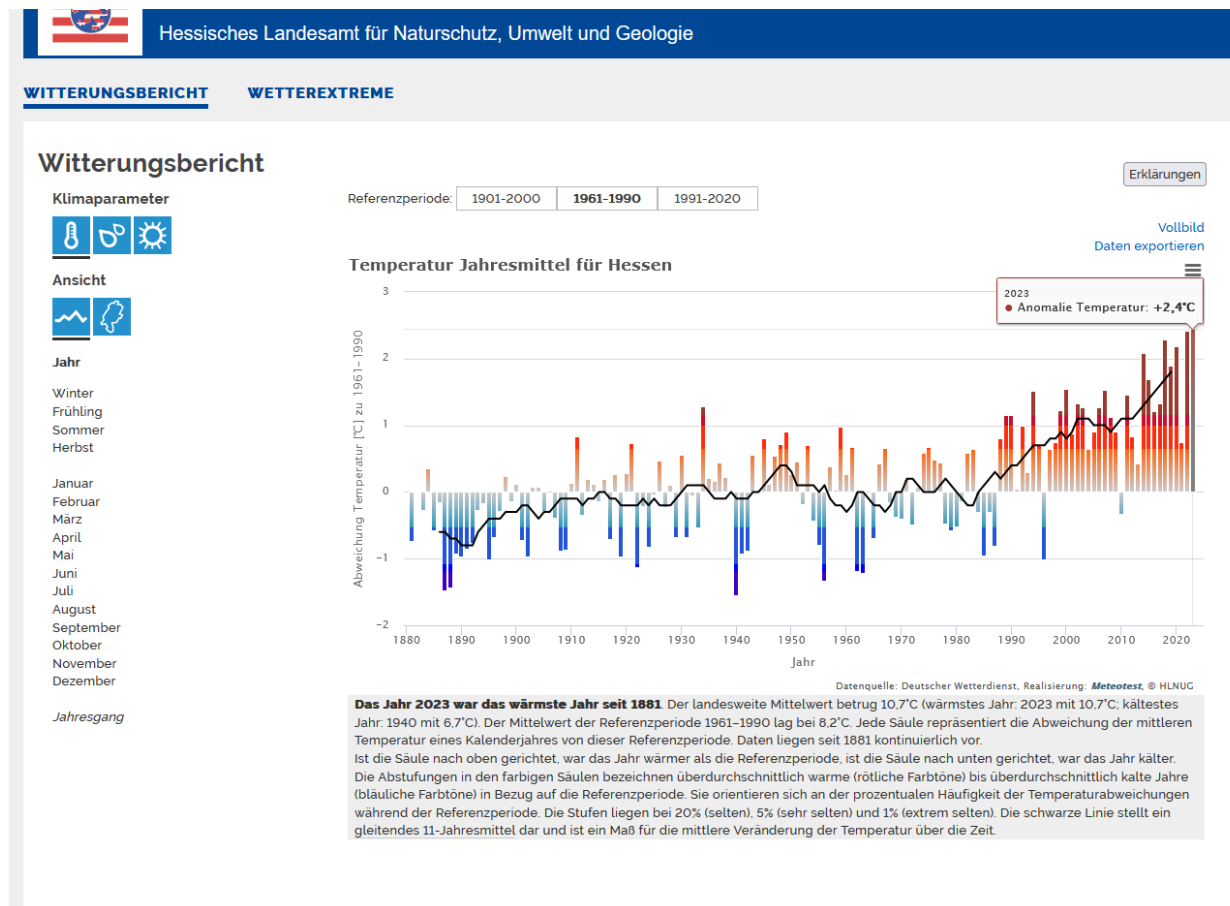 Hessisches Landesamt für Naturschutz, Umwelt und Geologie
WITTERUNGSBERICHT
WETTEREXTREME
Witterungsbericht
Erklärungen
Klimaparameter
Referenzperiode:
1901-2000
1961-1990
1991-2020
Vollbild
Daten exportieren
Ansicht
Jahr
Winter
Frühling
Sommer
Herbst
Januar
Februar
März
April
Mai
Juni
Juli
August
September
Oktober
November
Dezember
Jahresgang
Temperatur Jahresmittel für Hessen
2023
Anomalie Temperatur: +2,4°C
Abweichung Temperatur [°C] zu 1961-1990
3
2
1
0
-1
-2
1880
1890
1900
1910
1920
1930
1940
1950
1960
1970
1980
1990
2000
2010
2020
Jahr
Datenquelle: Deutscher Wetterdienst, Realisierung: Meteotest, © HLNUG
Das Jahr 2023 war das wärmste Jahr seit 1881. Der landesweite Mittelwert betrug 10,7°C (wärmstes Jahr: 2023 mit 10,7°C; kältestes
Jahr: 1940 mit 6,7°C). Der Mittelwert der Referenzperiode 1961-1990 lag bei 8,2°C. Jede Säule repräsentiert die Abweichung der mittleren
Temperatur eines Kalenderjahres von dieser Referenzperiode. Daten liegen seit 1881 kontinuierlich vor.
Ist die Säule nach oben gerichtet, war das Jahr wärmer als die Referenzperiode, ist die Säule nach unten gerichtet, war das Jahr kälter.
Die Abstufungen in den farbigen Säulen bezeichnen überdurchschnittlich warme (rötliche Farbtöne) bis überdurchschnittlich kalte Jahre
(bläuliche Farbtöne) in Bezug auf die Referenzperiode. Sie orientieren sich an der prozentualen Häufigkeit der Temperaturabweichungen
während der Referenzperiode. Die Stufen liegen bei 20% (selten), 5% (sehr selten) und 1% (extrem selten). Die schwarze Linie stellt ein
gleitendes 11-Jahresmittel dar und ist ein Maß für die mittlere Veränderung der Temperatur über die Zeit.